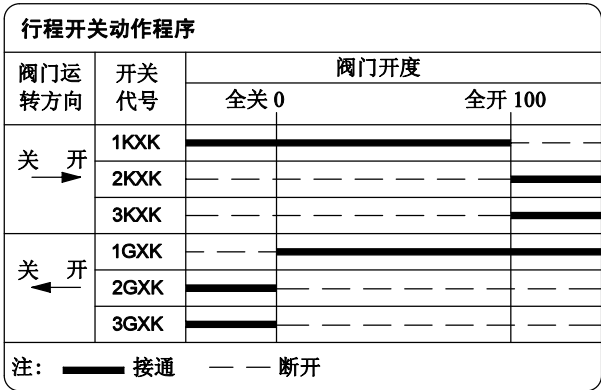 行程开关动作程序
阀门运转方向 开关代号 阀门开度
全关 0 全开 100
关 开
1KXK
2KXK
3KXK
关 开
1GXK
2GXK
3GXK
注： 接通 断开